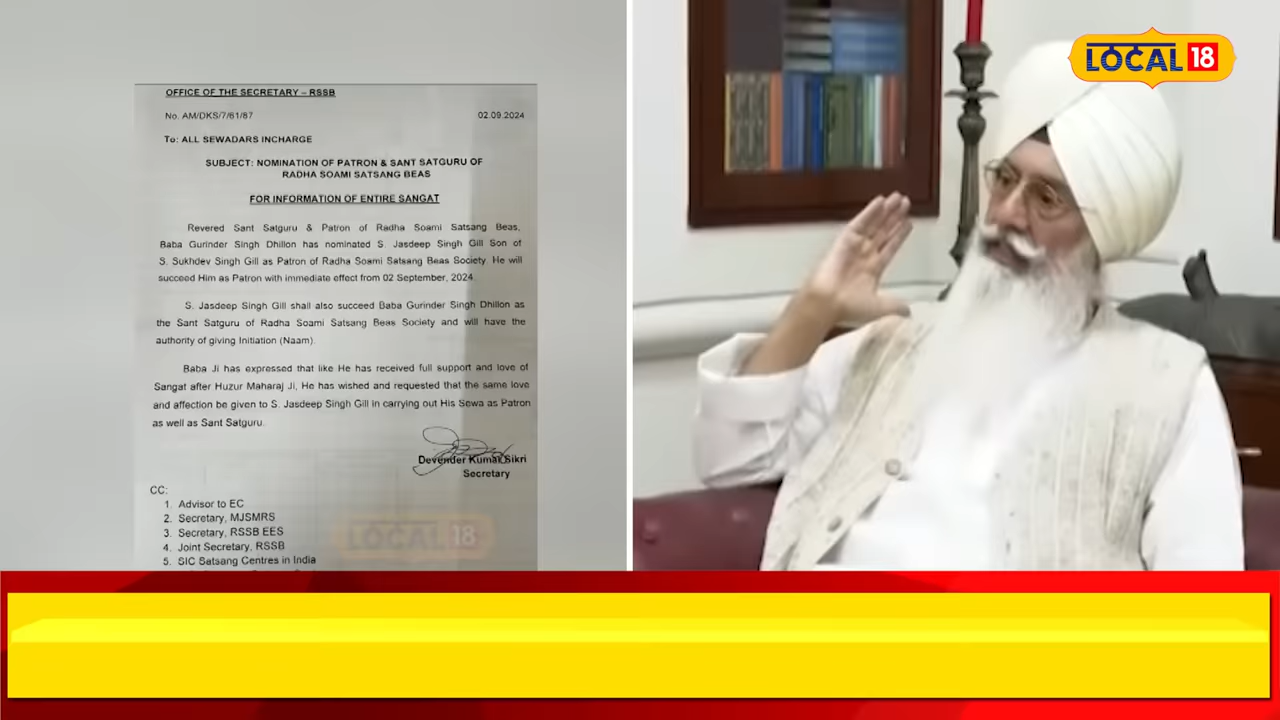 OFFICE OF THE SECRETARY – RSSB
No. AM/DKS/7/61/87 02.09.2024
To: ALL SEWADARS INCHARGE
SUBJECT: NOMINATION OF PATRON & SANT SATGURU OF
RADHA SOAMI SATSANG BEAS
FOR INFORMATION OF ENTIRE SANGAT
Revered Sant Satguru & Patron of Radha Soami Satsang Beas,
Baba Gurinder Singh Dhillon has nominated S. Jasdeep Singh Gill Son of
S. Sukhdev Singh Gill as Patron of Radha Soami Satsang Beas Society. He will
succeed Him as Patron with immediate effect from 02 September, 2024.
S. Jasdeep Singh Gill shall also succeed Baba Gurinder Singh Dhillon as
the Sant Satguru of Radha Soami Satsang Beas Society and will have the
authority of giving Initiation (Naam).
Baba Ji has expressed that like He has received full support and love of
Sangat after Huzur Maharaj Ji, He has wished and requested that the same love
and affection be given to S. Jasdeep Singh Gill in carrying out His Sewa as Patron
as well as Sant Satguru.
Devender Kumar Sikri
Secretary
CC:
1. Advisor to EC
2. Secretary, MJSMRS
3. Secretary, RSSB EES
4. Joint Secretary, RSSB
5. SIC Satsang Centres in India
LOCAL 18
LOCAL 18